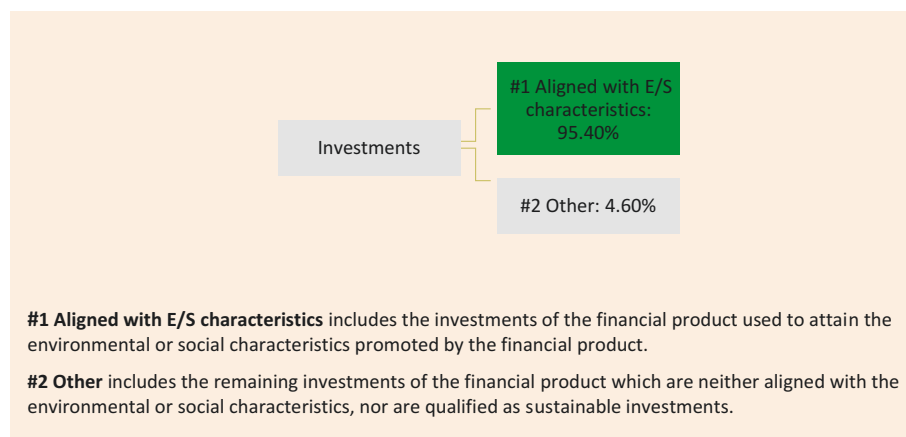 #1 Aligned with E/S
characteristics:
95.40%
Investments
#2 Other: 4.60%
#1 Aligned with E/S characteristics includes the investments of the financial product used to attain the
environmental or social characteristics promoted by the financial product.
#2 Other includes the remaining investments of the financial product which are neither aligned with the
environmental or social characteristics, nor are qualified as sustainable investments.